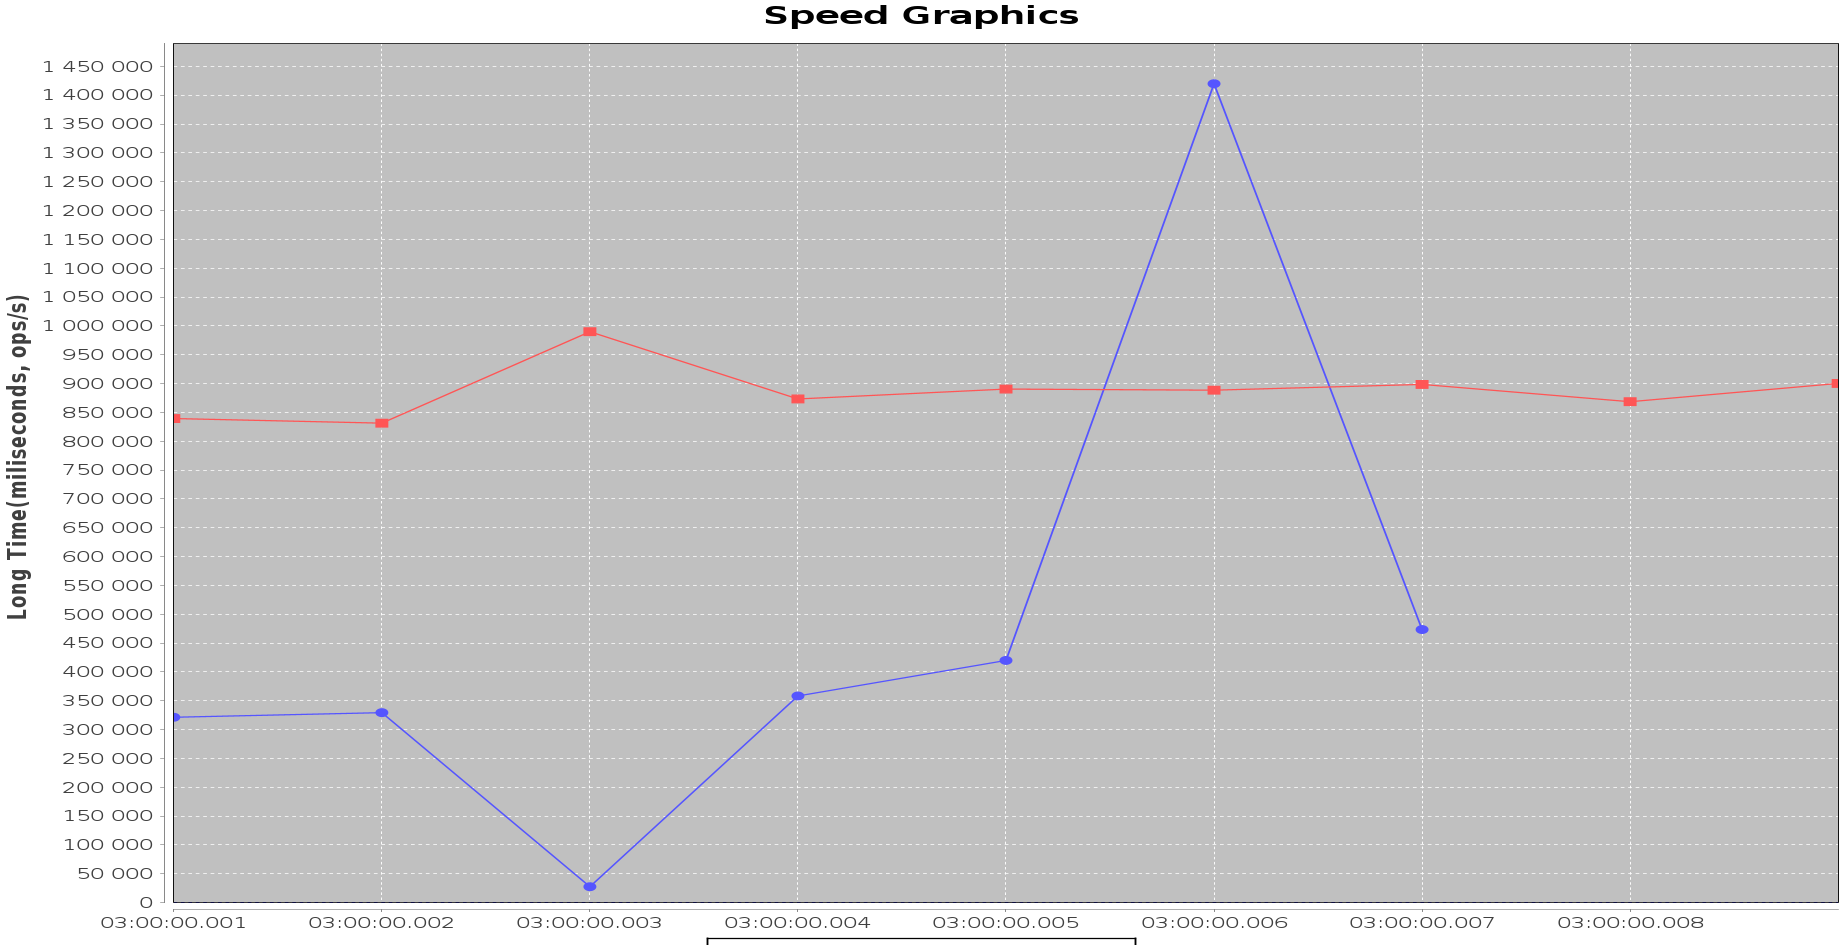 Speed Graphics
Long Time(miliseconds, ops/s)
1 450 000
1 400 000
1 350 000
1 300 000
1 250 000
1 200 000
1 150 000
1 100 000
1 050 000
1 000 000
950 000
900 000
850 000
800 000
750 000
700 000
650 000
600 000
550 000
500 000
450 000
400 000
350 000
300 000
250 000
200 000
150 000
100 000
50 000
0
03:00:00.001 03:00:00.002 03:00:00.003 03:00:00.004 03:00:00.005 03:00:00.006 03:00:00.007 03:00:00.008